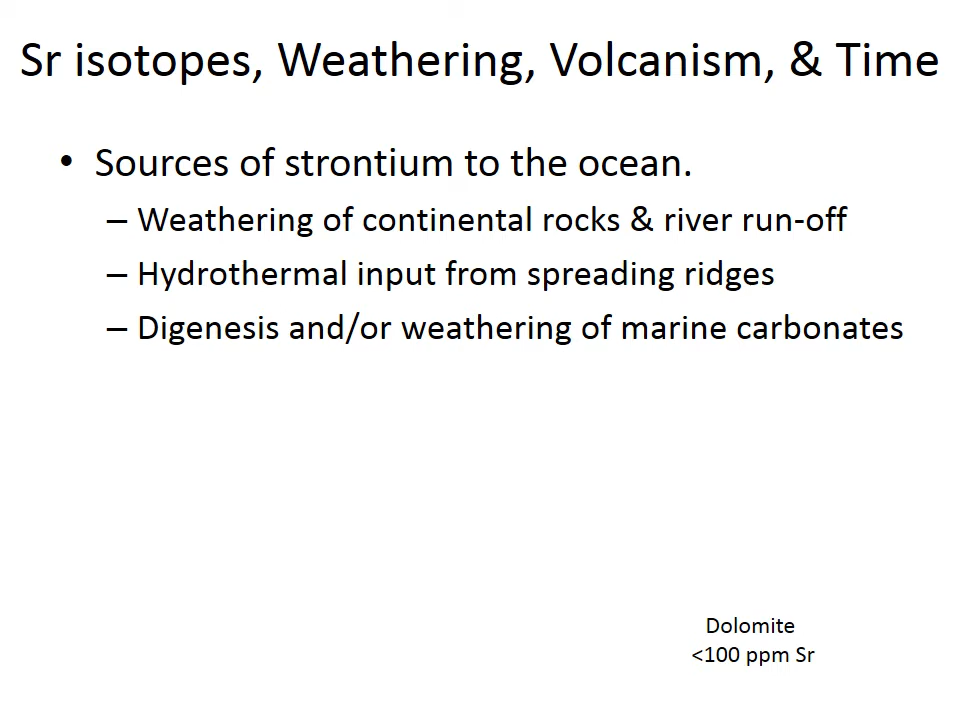 Sr isotopes, Weathering, Volcanism, & Time
• Sources of strontium to the ocean.
– Weathering of continental rocks & river run-off
– Hydrothermal input from spreading ridges
– Digenesis and/or weathering of marine carbonates
Dolomite
<100 ppm Sr